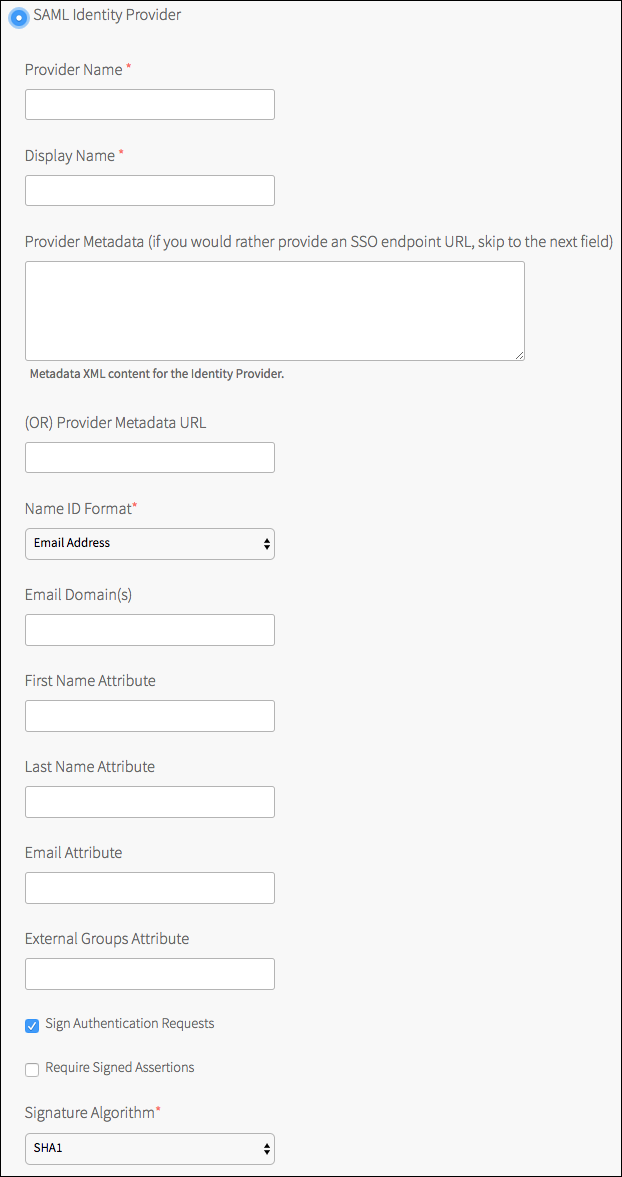 SAML Identity Provider
Provider Name *
Display Name *
Provider Metadata (if you would rather provide an SSO endpoint URL, skip to the next field)
Metadata XML content for the Identity Provider.
(OR) Provider Metadata URL
Name ID Format*
Email Address
Email Domain(s)
First Name Attribute
Last Name Attribute
Email Attribute
External Groups Attribute
Sign Authentication Requests
Require Signed Assertions
Signature Algorithm*
SHA1